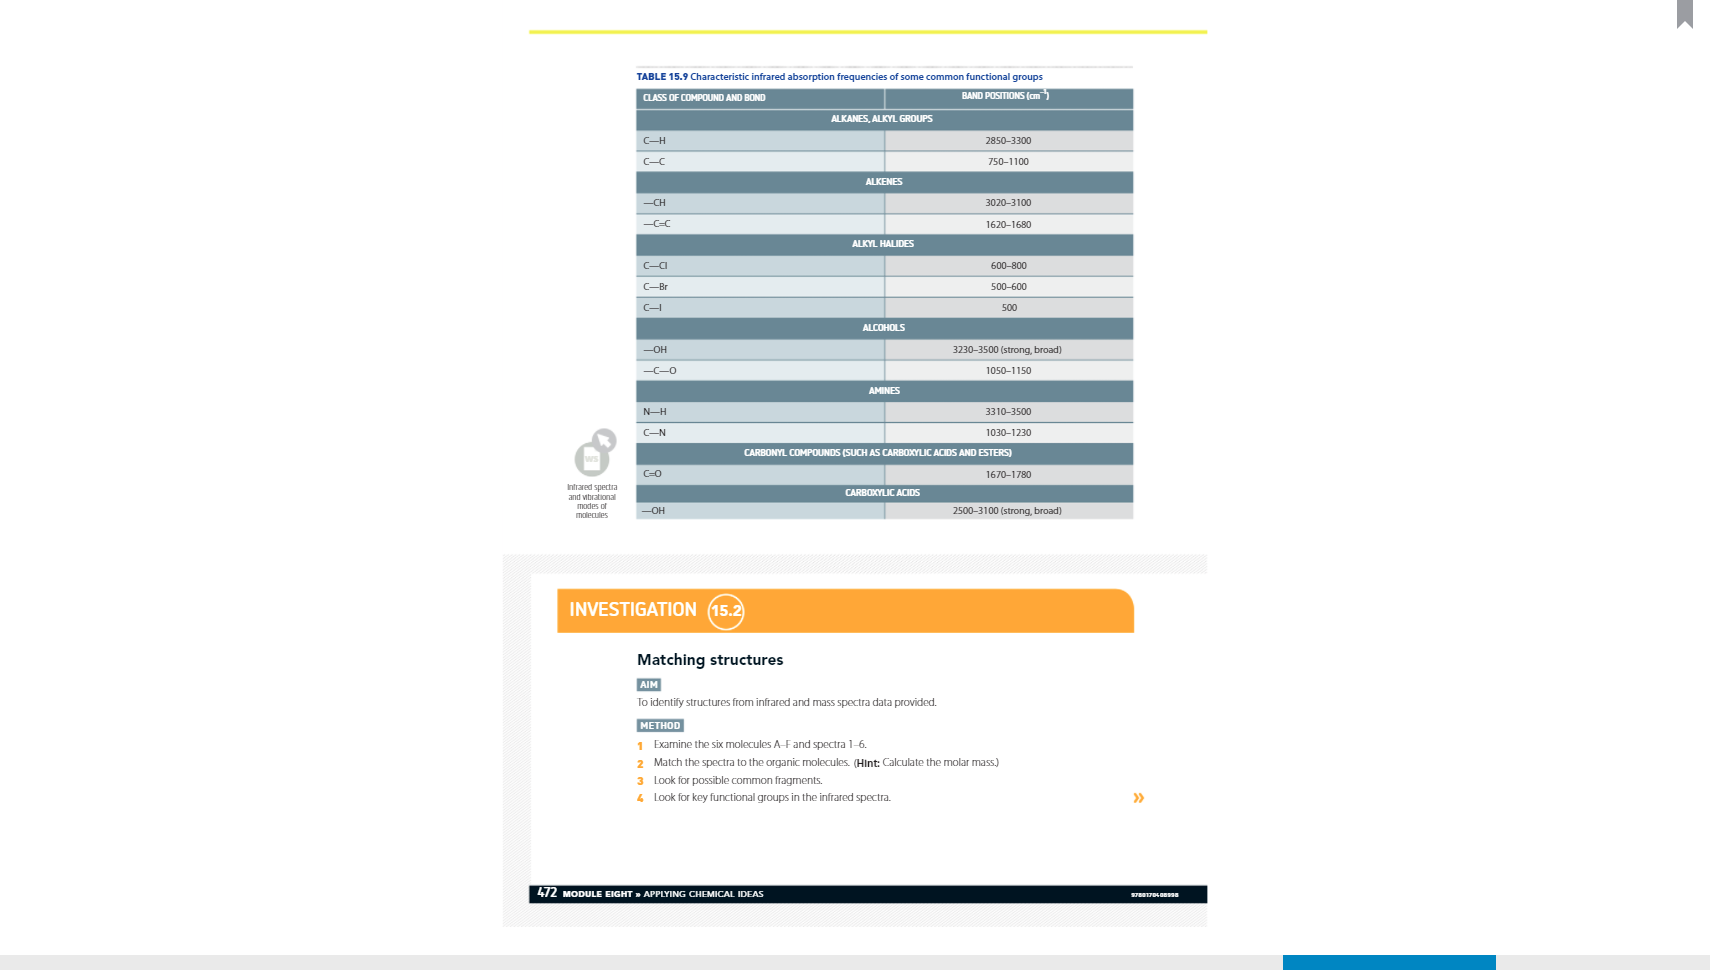 TABLE 15.9 Characteristic infrared absorption frequencies of some common functional groups
CLASS OF COMPOUND AND BOND BAND POSITIONS (cm⁻¹)
ALKANES, ALKYL GROUPS
C—H 2850–3300
C—C 750–1100
ALKENES
—CH 3020–3100
—C=C 1620–1680
ALKYL HALIDES
C—Cl 600–800
C—Br 500–600
C—I 500
ALCOHOLS
—OH 3230–3500 (strong, broad)
—C—O 1050–1150
AMINES
N—H 3310–3500
C—N 1030–1230
CARBONYL COMPOUNDS (SUCH AS CARBOXYLIC ACIDS AND ESTERS)
C=O 1670–1780
CARBOXYLIC ACIDS
—OH 2500–3100 (strong, broad)
WS
Infrared spectra
and vibrational
modes of
molecules
INVESTIGATION 15.2
Matching structures
AIM
To identify structures from infrared and mass spectra data provided.
METHOD
1 Examine the six molecules A–F and spectra 1–6.
2 Match the spectra to the organic molecules. (Hint: Calculate the molar mass.)
3 Look for possible common fragments.
4 Look for key functional groups in the infrared spectra.
»
472 MODULE EIGHT » APPLYING CHEMICAL IDEAS
9780170408998